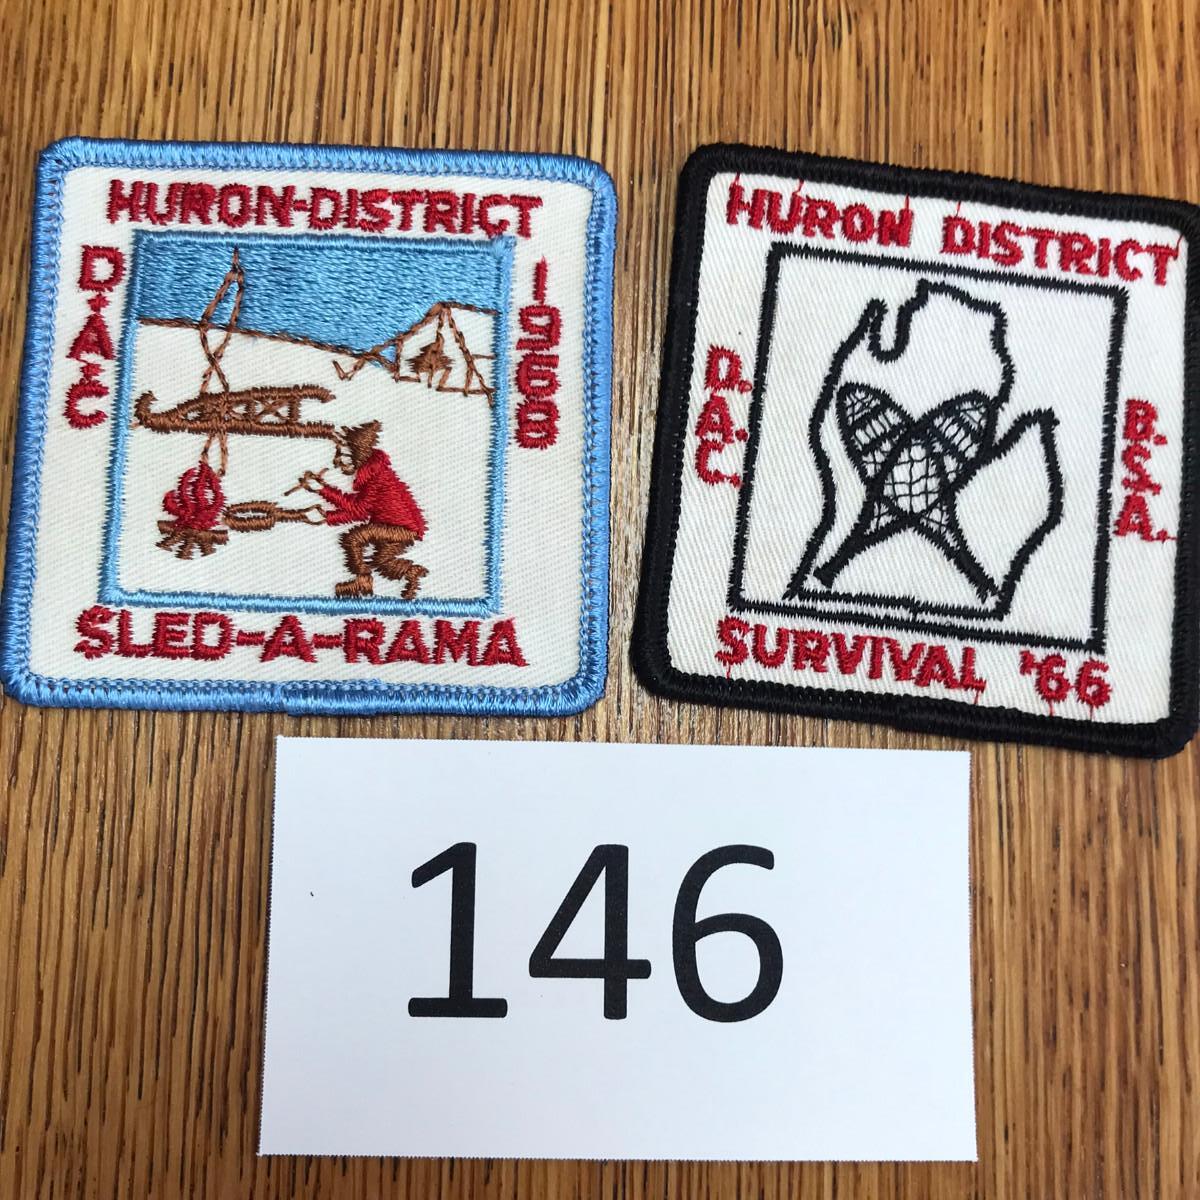 HURON-DISTRICT
D·A·C
1968
SLED-A-RAMA
HURON DISTRICT
D.A.C.
B.S.A.
SURVIVAL '66
146